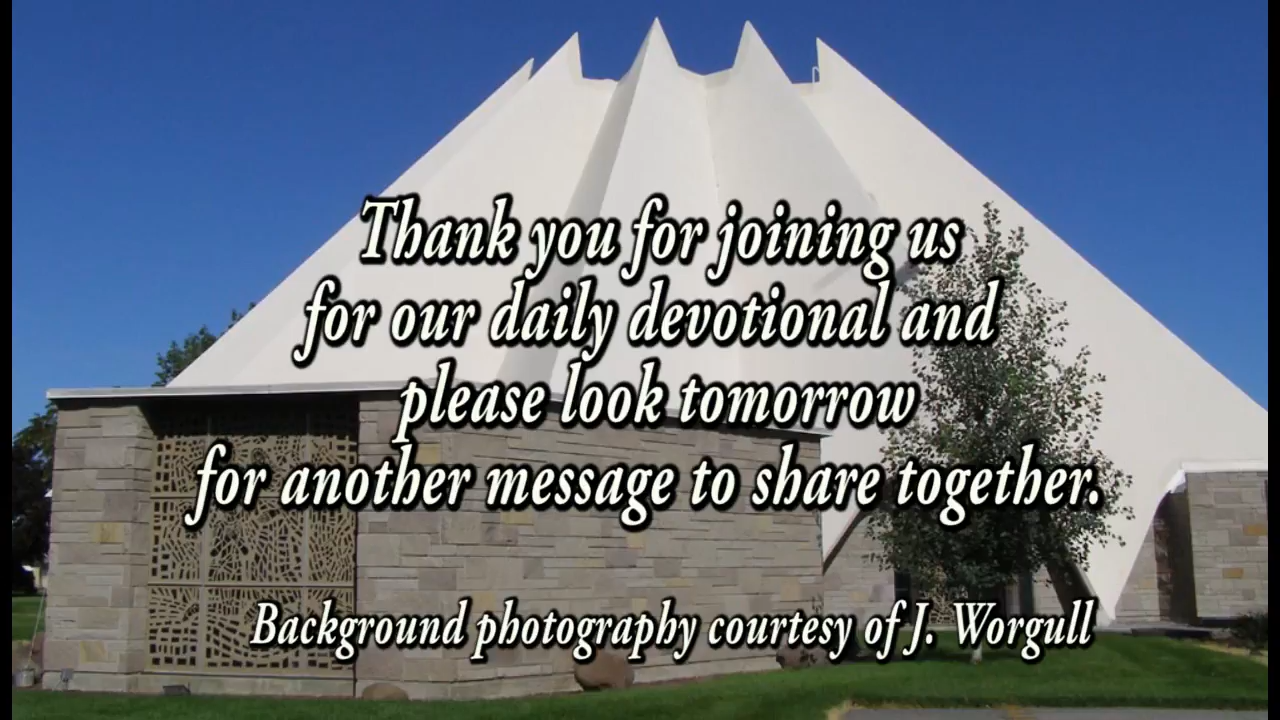 Thank you for joining us
for our daily devotional and
please look tomorrow
for another message to share together.
Background photography courtesy of J. Worgull